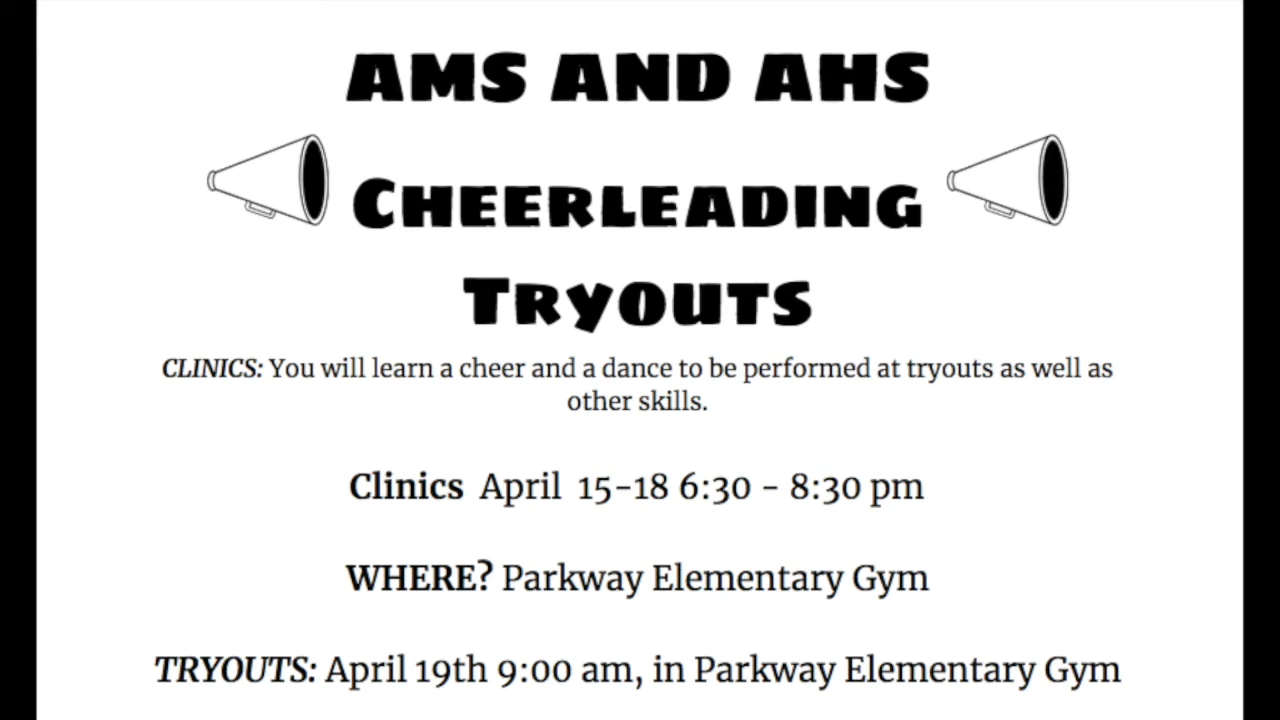 AMS AND AHS
CHEERLEADING
TRYOUTS
CLINICS: You will learn a cheer and a dance to be performed at tryouts as well as
other skills.
Clinics April 15-18 6:30 - 8:30 pm
WHERE? Parkway Elementary Gym
TRYOUTS: April 19th 9:00 am, in Parkway Elementary Gym